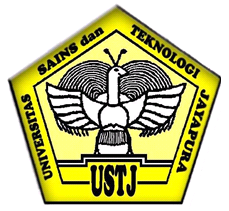 UNIVERSITAS
SAINS dan
TEKNOLOGI
JAYAPURA
USTJ